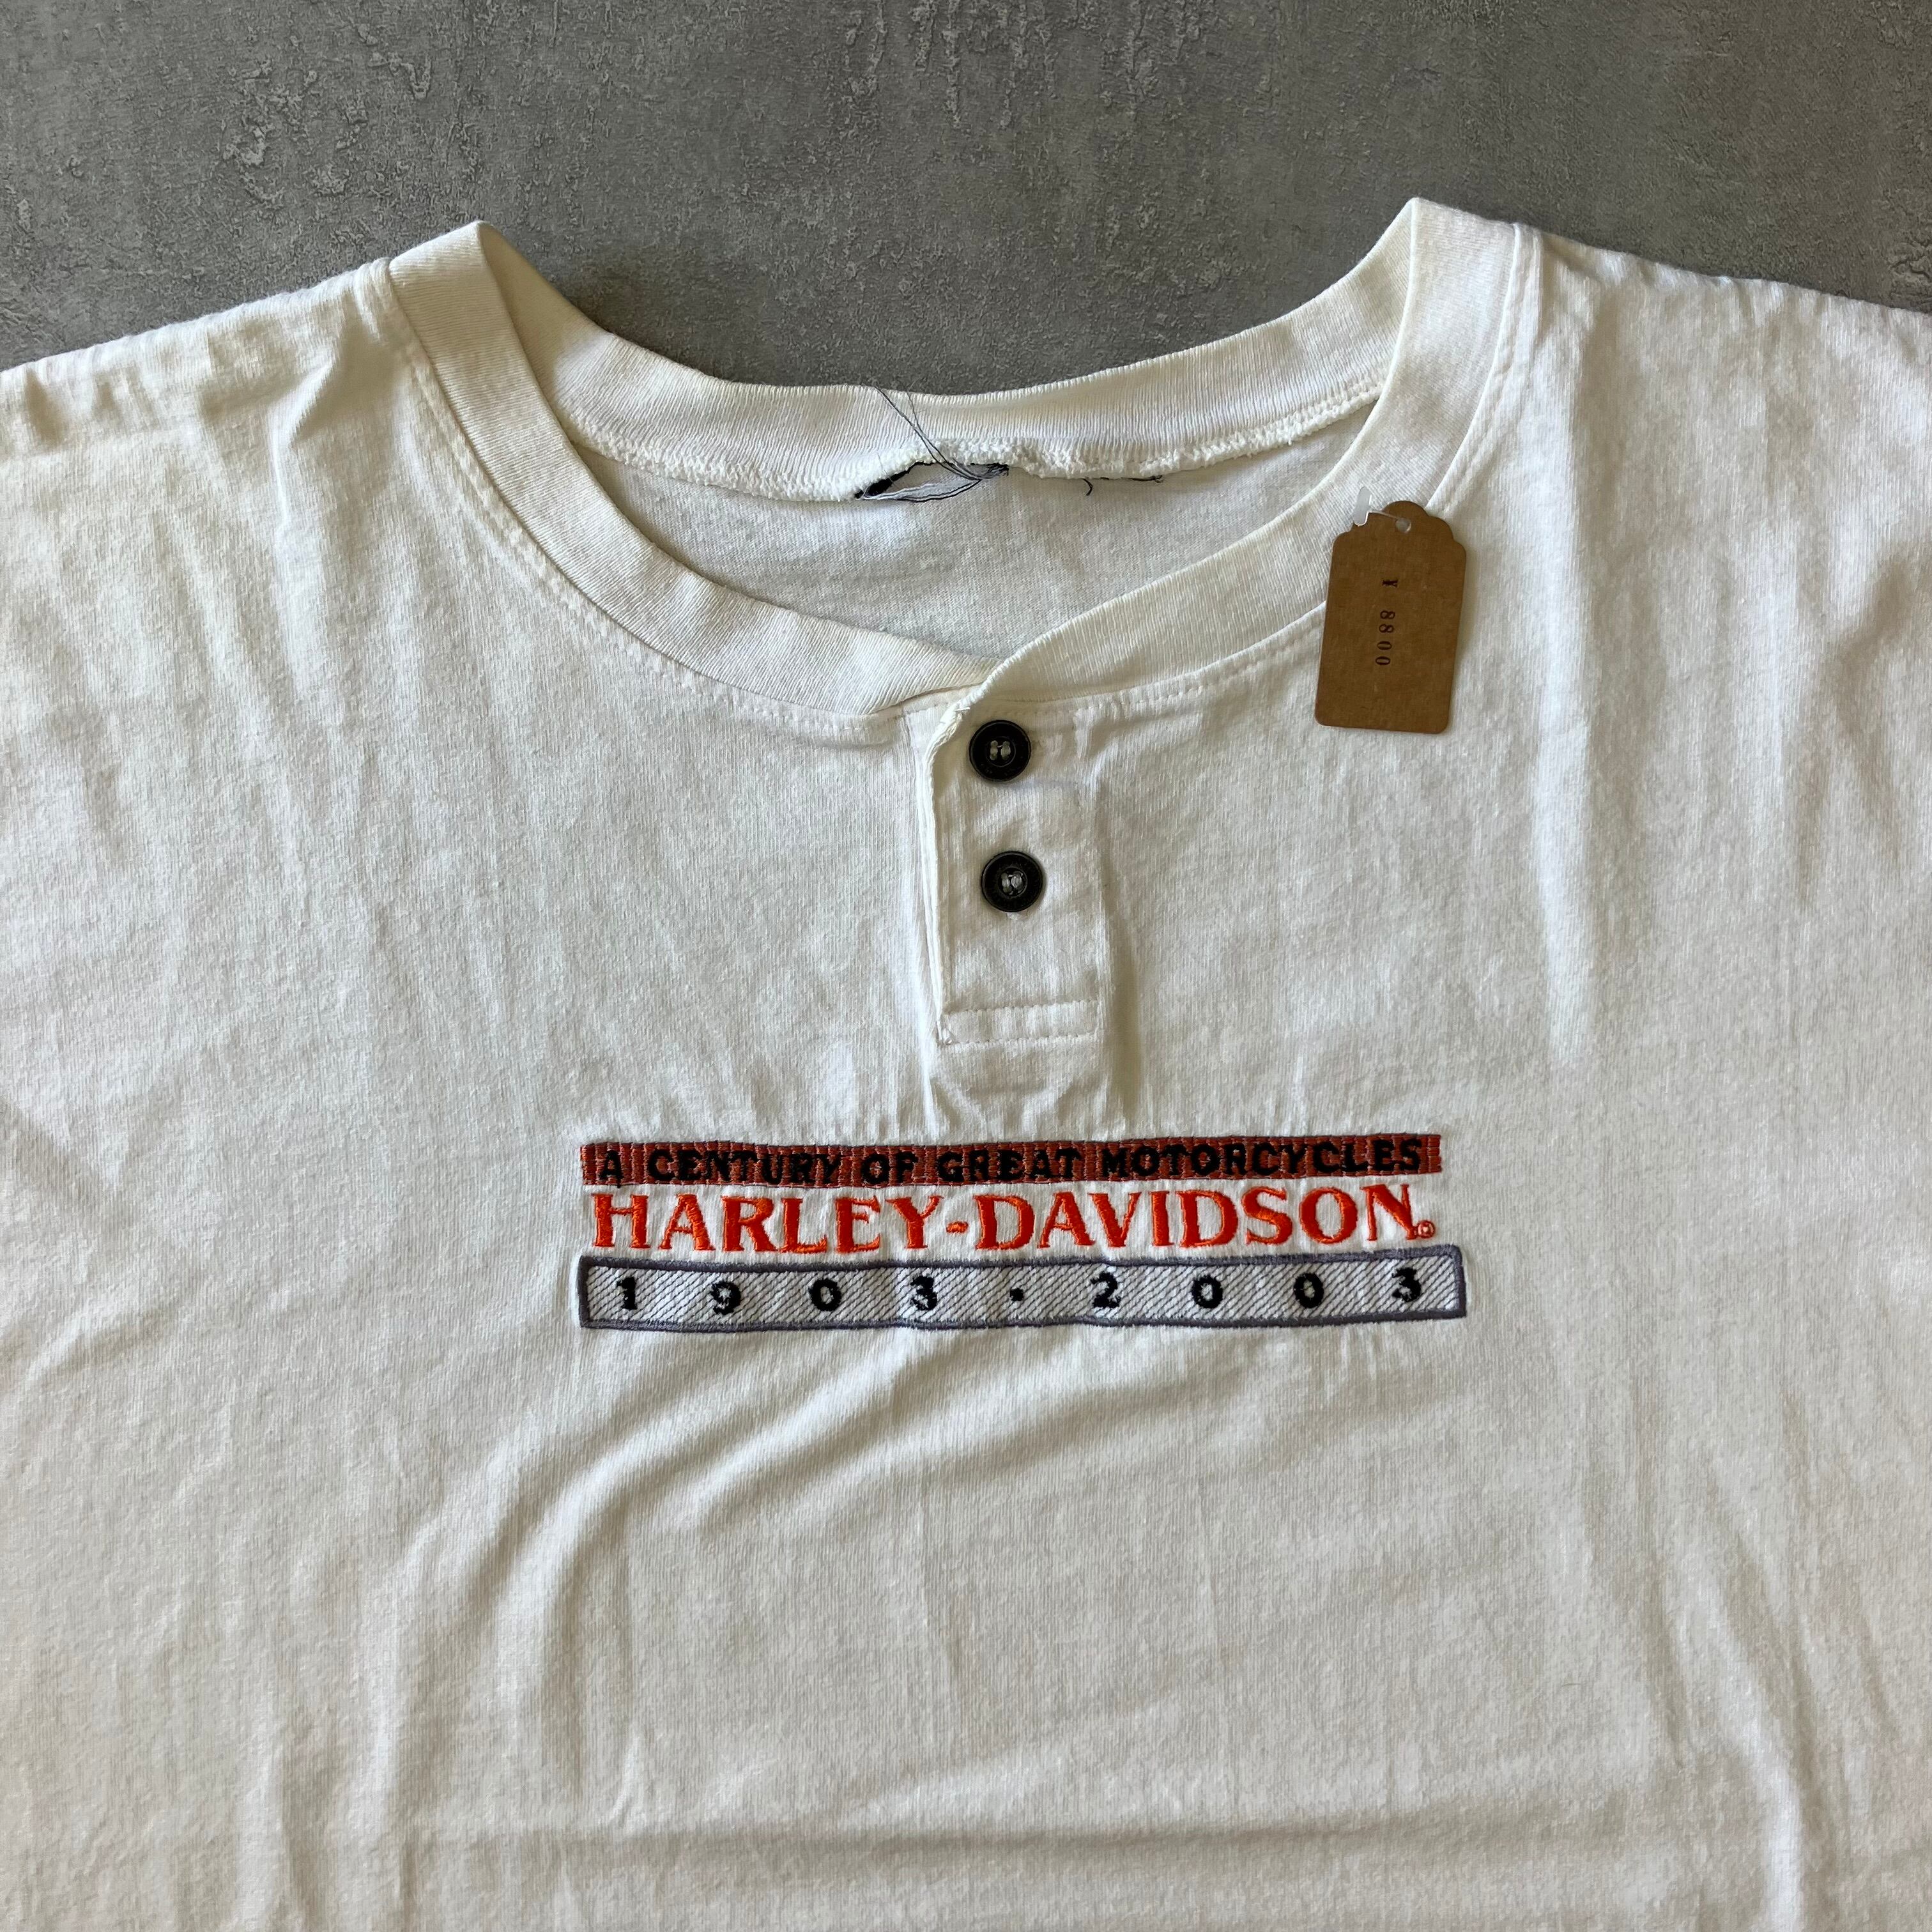 ¥ 8800
A CENTURY OF GREAT MOTORCYCLES
HARLEY-DAVIDSON®
1903·2003